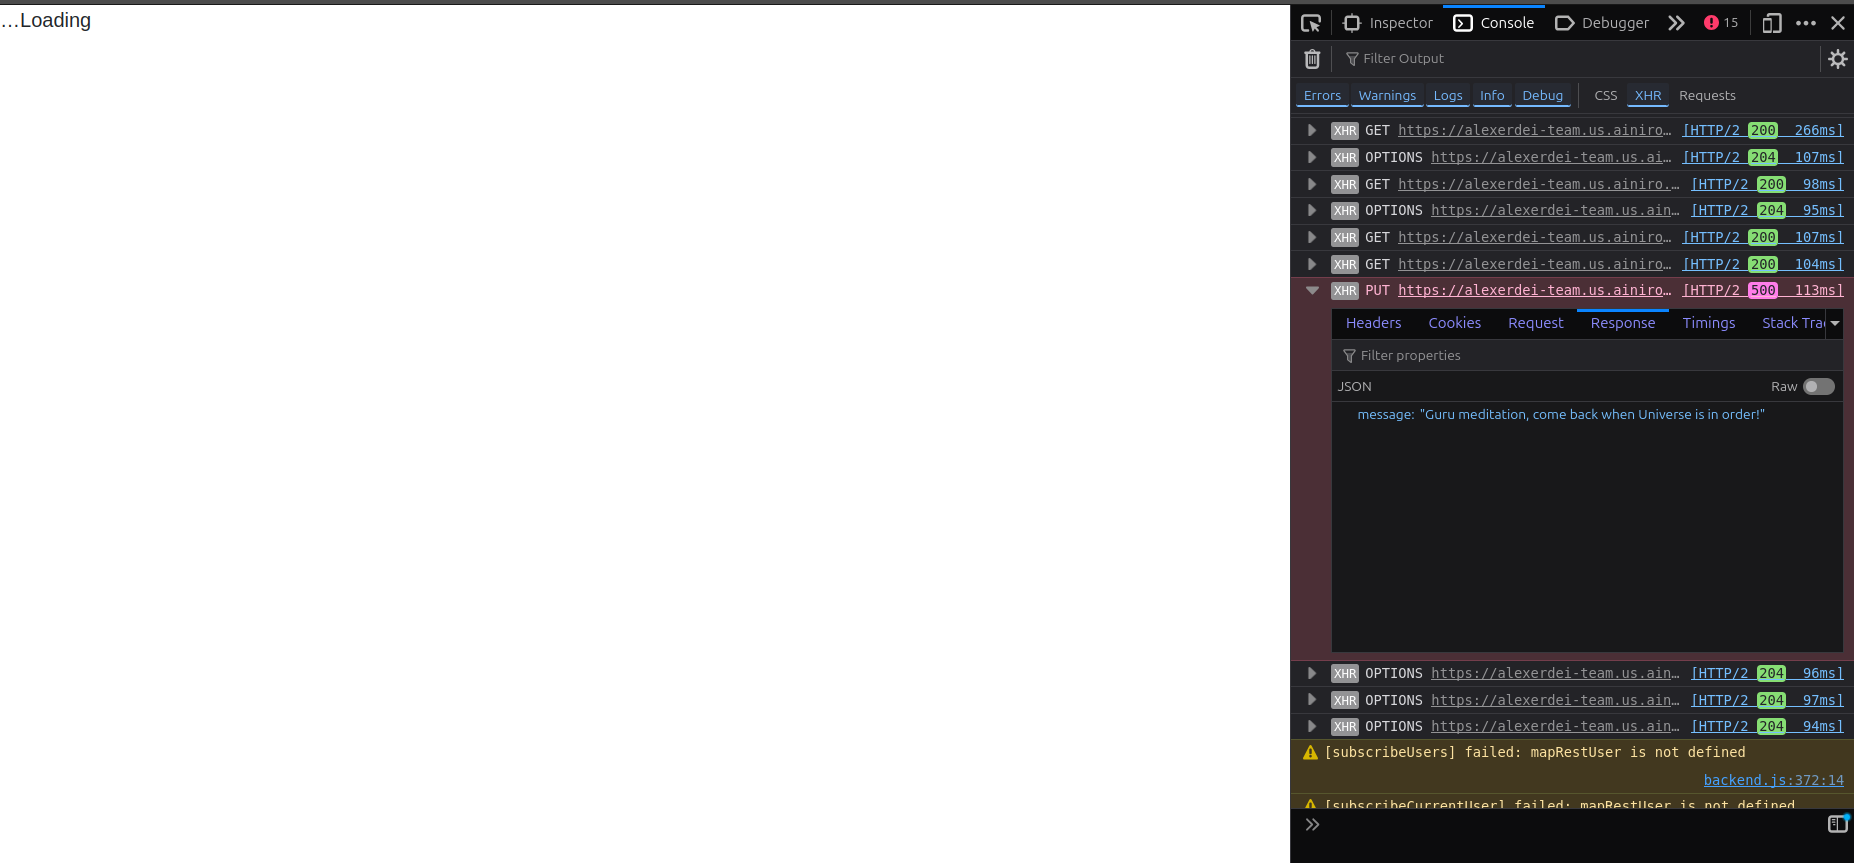 …Loading
Inspector Console Debugger 15
Filter Output
Errors Warnings Logs Info Debug CSS XHR Requests
XHR GET https://alexerdei-team.us.ainiro… [HTTP/2 200 266ms]
XHR OPTIONS https://alexerdei-team.us.ai… [HTTP/2 204 107ms]
XHR GET https://alexerdei-team.us.ainiro.… [HTTP/2 200 98ms]
XHR OPTIONS https://alexerdei-team.us.ain… [HTTP/2 204 95ms]
XHR GET https://alexerdei-team.us.ainiro… [HTTP/2 200 107ms]
XHR GET https://alexerdei-team.us.ainiro… [HTTP/2 200 104ms]
XHR PUT https://alexerdei-team.us.ainiro… [HTTP/2 500 113ms]
Headers Cookies Request Response Timings Stack Tra
Filter properties
JSON Raw
message: "Guru meditation, come back when Universe is in order!"
XHR OPTIONS https://alexerdei-team.us.ain… [HTTP/2 204 96ms]
XHR OPTIONS https://alexerdei-team.us.ain… [HTTP/2 204 97ms]
XHR OPTIONS https://alexerdei-team.us.ain… [HTTP/2 204 94ms]
[subscribeUsers] failed: mapRestUser is not defined
backend.js:372:14
[subscribeCurrentUser] failed: mapRestUser is not defined